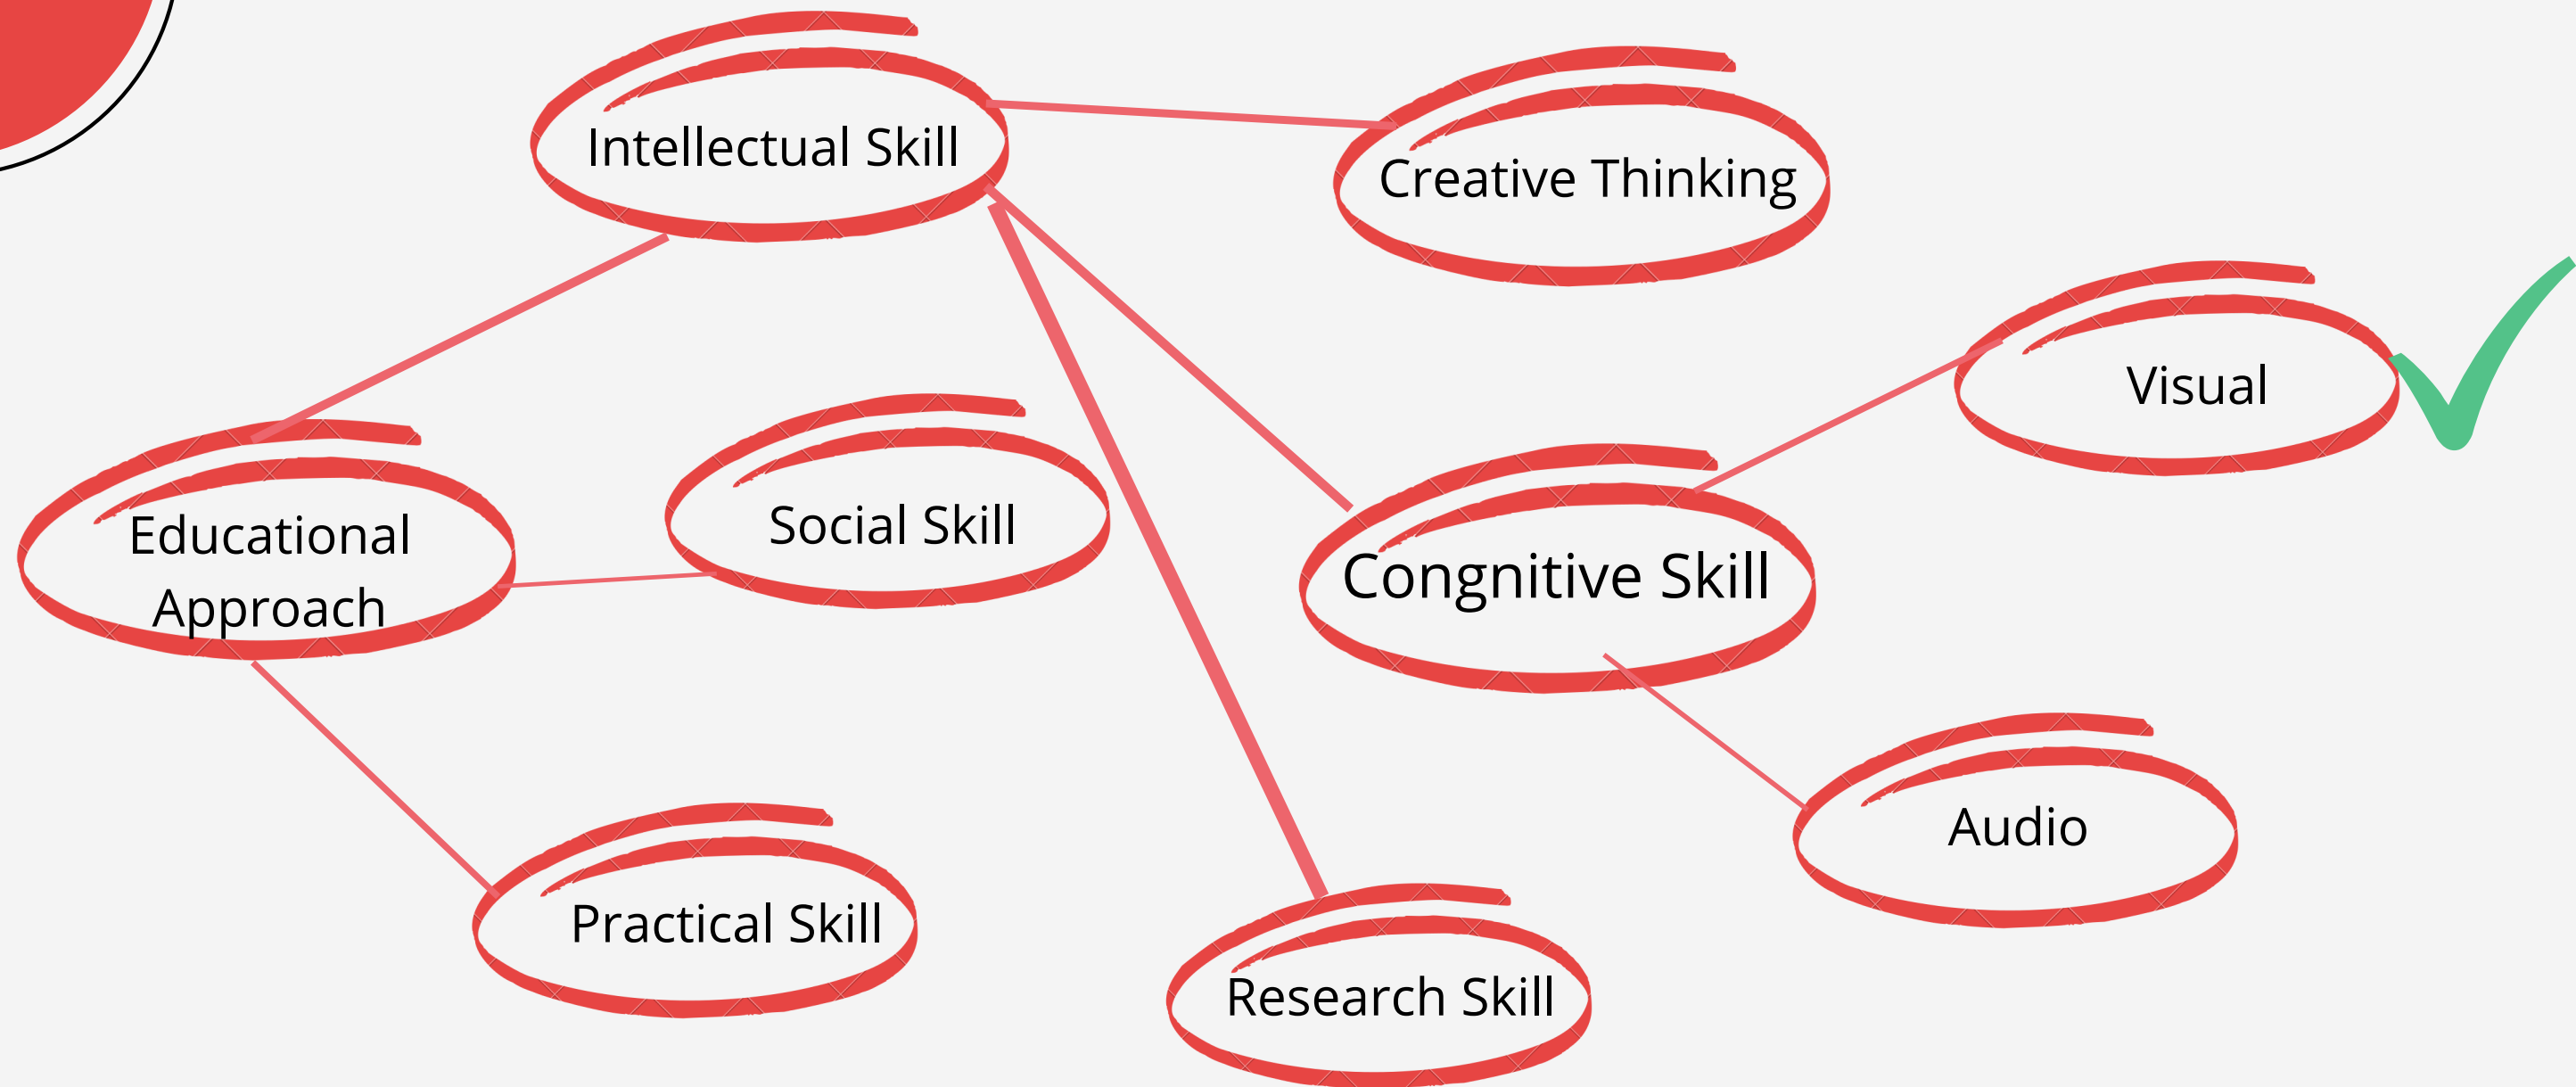 Intellectual Skill
Creative Thinking
Visual
Educational
Approach
Social Skill
Congnitive Skill
Audio
Practical Skill
Research Skill